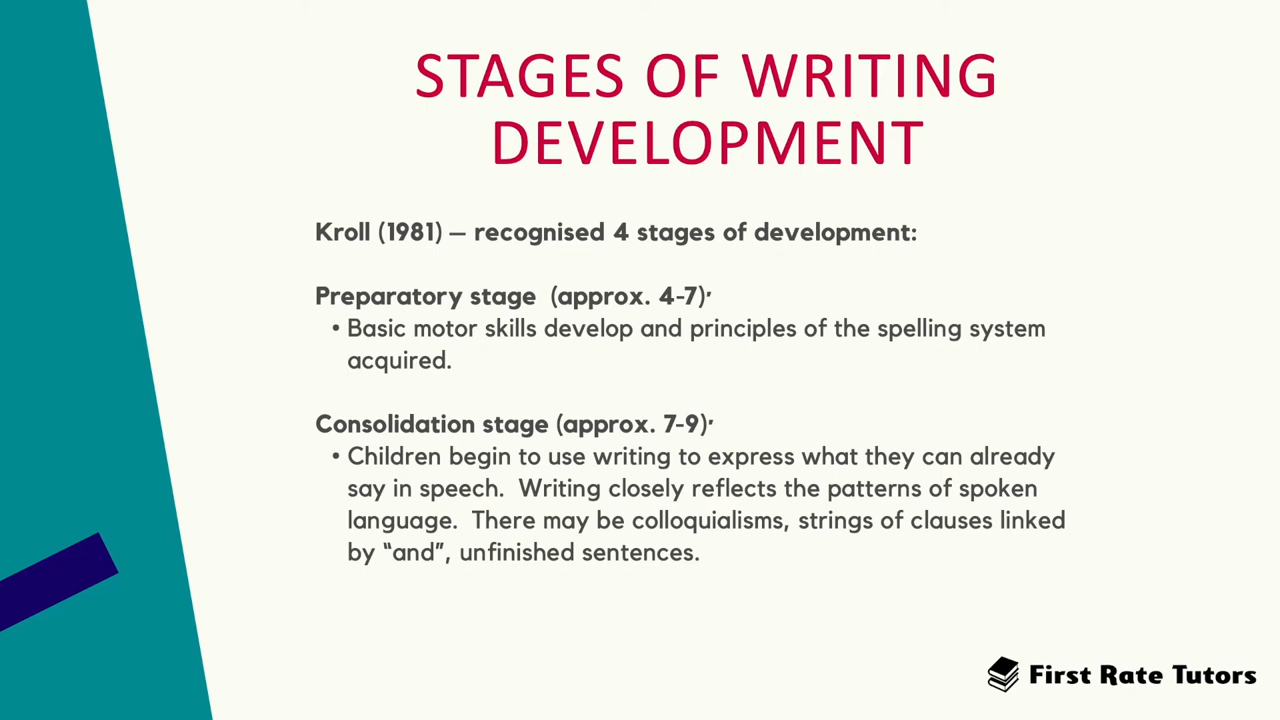 STAGES OF WRITING
DEVELOPMENT
Kroll (1981) – recognised 4 stages of development:
Preparatory stage  (approx. 4-7)·
• Basic motor skills develop and principles of the spelling system
acquired.
Consolidation stage (approx. 7-9)·
• Children begin to use writing to express what they can already
say in speech.  Writing closely reflects the patterns of spoken
language.  There may be colloquialisms, strings of clauses linked
by “and”, unfinished sentences.
First Rate Tutors